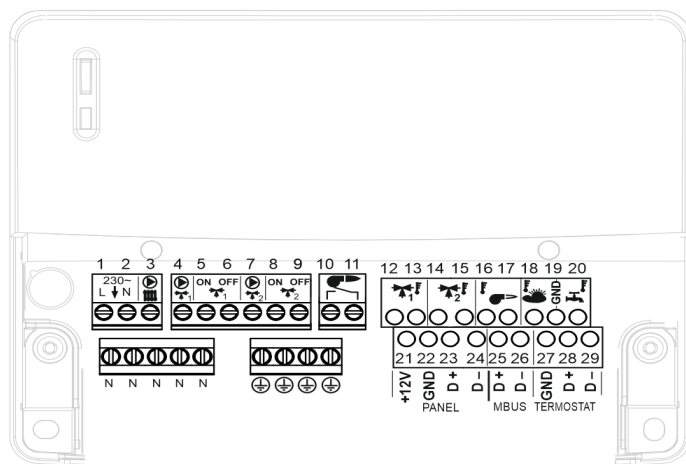 1 2 3 4 5 6 7 8 9 10 11 12 13 14 15 16 17 18 19 20
230~ ON OFF ON OFF
L N 1 1 2 2 1 2 GND
21 22 23 24 25 26 27 28 29
N N N N N
+12V GND D+ D- D+ D- GND D+ D-
PANEL MBUS TERMOSTAT